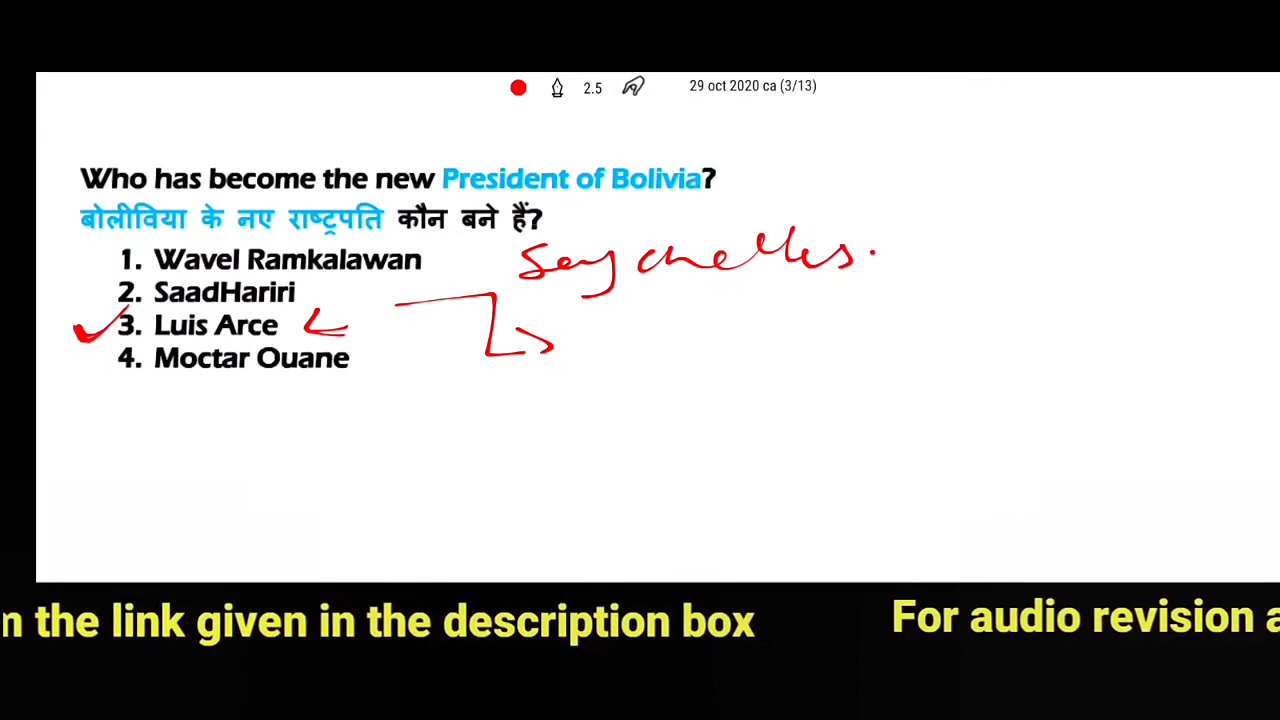 2.5 29 oct 2020 ca (3/13)
Who has become the new President of Bolivia?
बोलीविया के नए राष्ट्रपति कौन बने हैं?
1. Wavel Ramkalawan
Seychelles.
2. SaadHariri
3. Luis Arce
4. Moctar Ouane
n the link given in the description box For audio revision a